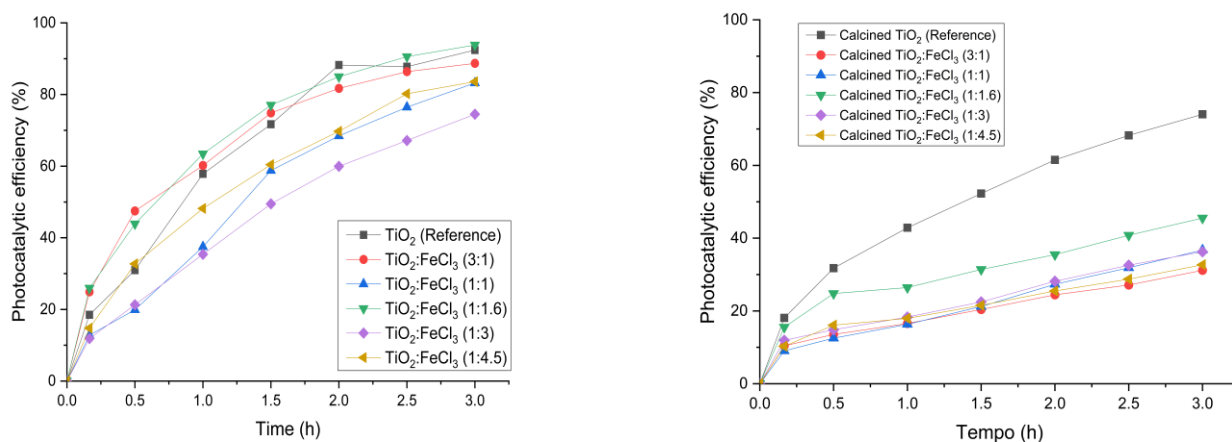 Photocatalytic efficiency (%)
100
80
60
40
20
0
TiO₂ (Reference)
TiO₂:FeCl₃ (3:1)
TiO₂:FeCl₃ (1:1)
TiO₂:FeCl₃ (1:1.6)
TiO₂:FeCl₃ (1:3)
TiO₂:FeCl₃ (1:4.5)
0.0 0.5 1.0 1.5 2.0 2.5 3.0
Time (h)
Photocatalytic efficiency (%)
100
80
60
40
20
0
Calcined TiO₂ (Reference)
Calcined TiO₂:FeCl₃ (3:1)
Calcined TiO₂:FeCl₃ (1:1)
Calcined TiO₂:FeCl₃ (1:1.6)
Calcined TiO₂:FeCl₃ (1:3)
Calcined TiO₂:FeCl₃ (1:4.5)
0.0 0.5 1.0 1.5 2.0 2.5 3.0
Tempo (h)